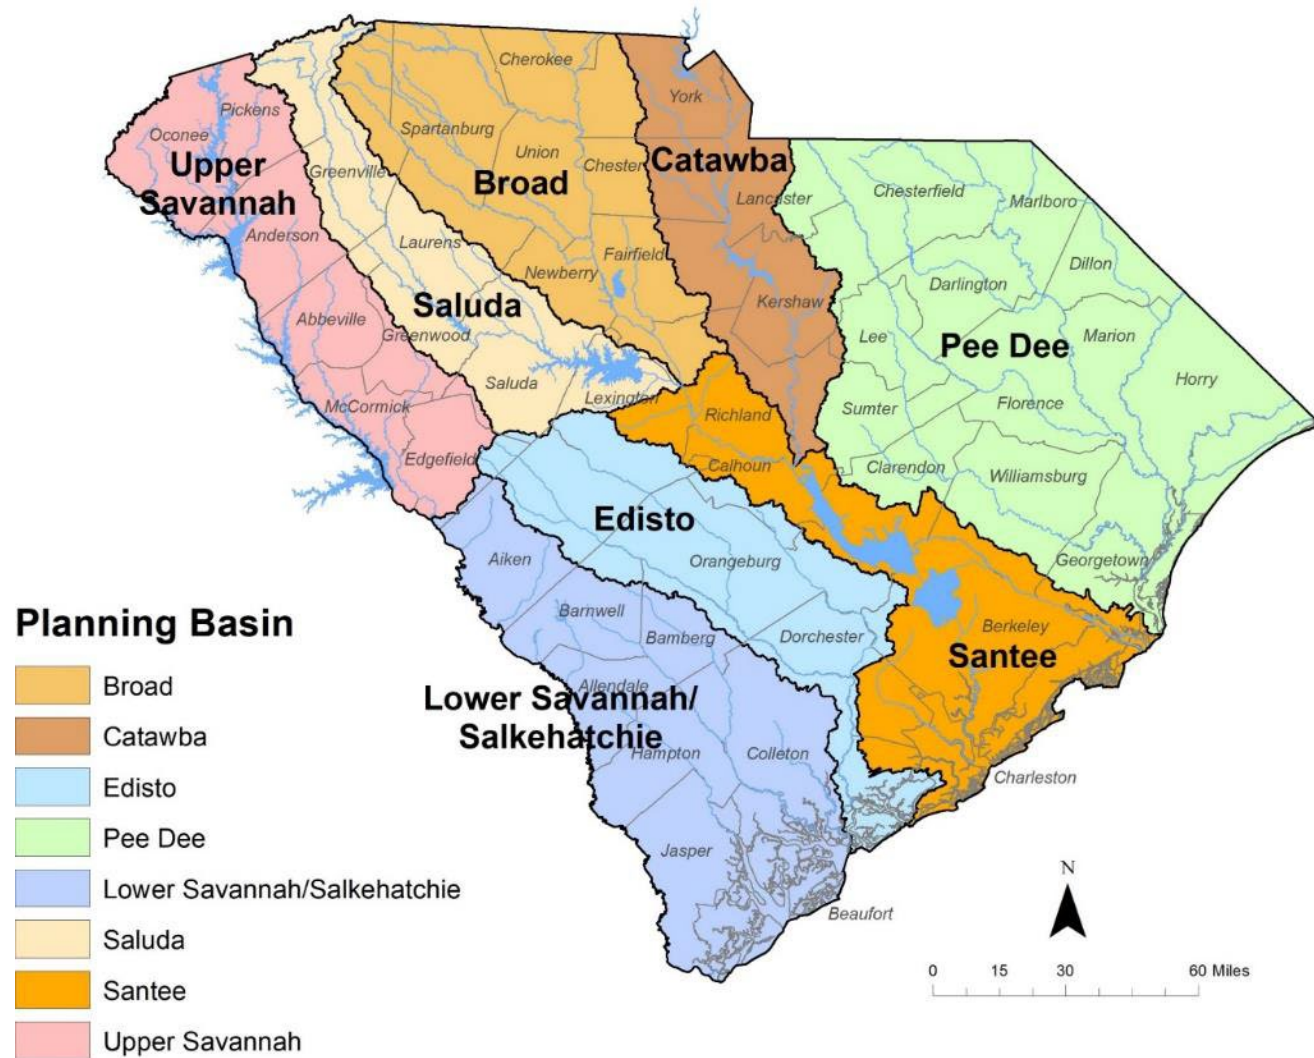 Cherokee
York
Pickens
Oconee
Spartanburg
Union
Chester
Catawba
Upper
Savannah
Greenville
Broad
Lancaster
Chesterfield
Marlboro
Anderson
Laurens
Newberry
Fairfield
Dillon
Darlington
Saluda
Kershaw
Abbeville
Greenwood
Lee
Pee Dee
Marion
Saluda
Lexington
Horry
McCormick
Richland
Sumter
Florence
Edgefield
Calhoun
Clarendon
Williamsburg
Edisto
Aiken
Orangeburg
Georgetown
Barnwell
Bamberg
Dorchester
Berkeley
Santee
Allendale
Lower Savannah/
Salkehatchie
Hampton
Colleton
Charleston
Jasper
Beaufort
Planning Basin
Broad
Catawba
Edisto
Pee Dee
Lower Savannah/Salkehatchie
Saluda
Santee
Upper Savannah
N
0 15 30 60 Miles